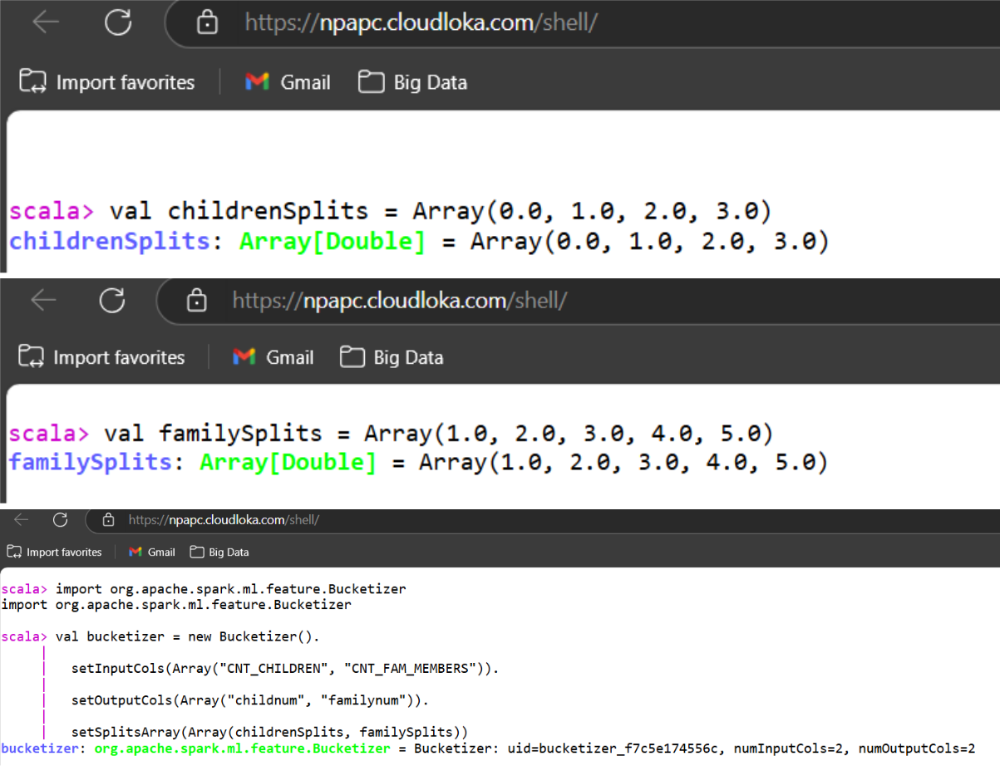 https://npapc.cloudloka.com/shell/
Import favorites Gmail Big Data
scala> val childrenSplits = Array(0.0, 1.0, 2.0, 3.0)
childrenSplits: Array[Double] = Array(0.0, 1.0, 2.0, 3.0)
https://npapc.cloudloka.com/shell/
Import favorites Gmail Big Data
scala> val familySplits = Array(1.0, 2.0, 3.0, 4.0, 5.0)
familySplits: Array[Double] = Array(1.0, 2.0, 3.0, 4.0, 5.0)
https://npapc.cloudloka.com/shell/
Import favorites Gmail Big Data
scala> import org.apache.spark.ml.feature.Bucketizer
import org.apache.spark.ml.feature.Bucketizer
scala> val bucketizer = new Bucketizer().
|
| setInputCols(Array("CNT_CHILDREN", "CNT_FAM_MEMBERS")).
|
| setOutputCols(Array("childnum", "familynum")).
|
| setSplitsArray(Array(childrenSplits, familySplits))
bucketizer: org.apache.spark.ml.feature.Bucketizer = Bucketizer: uid=bucketizer_f7c5e174556c, numInputCols=2, numOutputCols=2